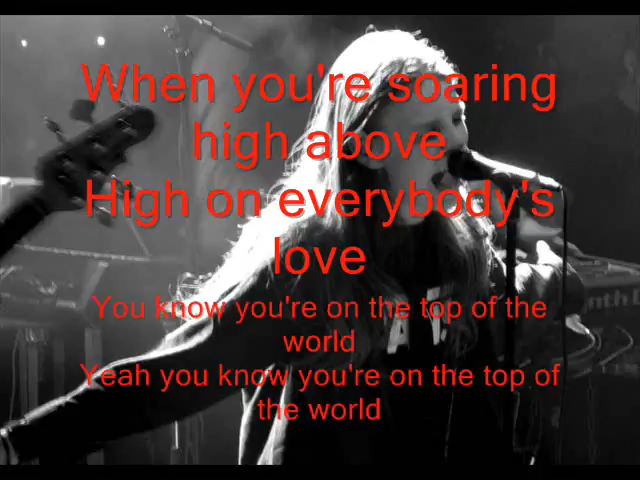 When you're soaring
high above
High on everybody's
love
You know you're on the top of the
world
Yeah you know you're on the top of
the world